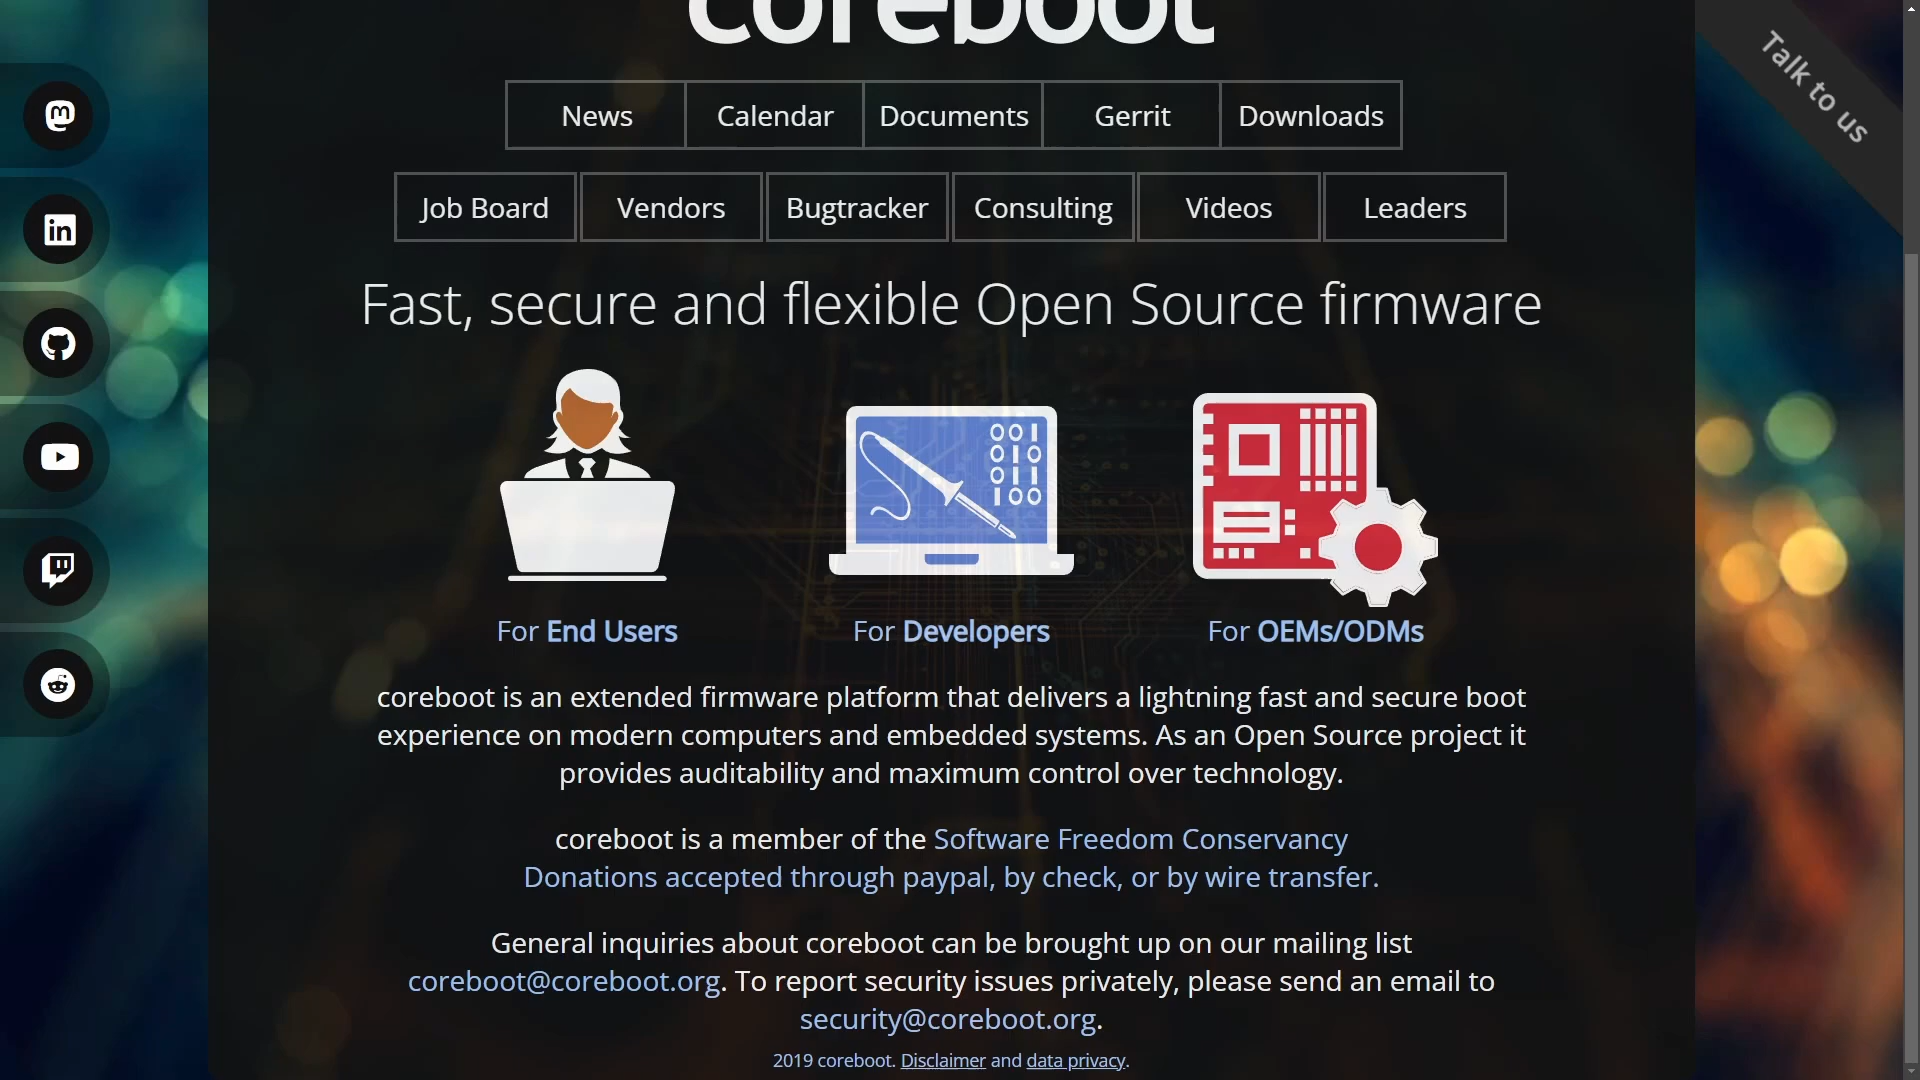 coreboot
Talk to us
News
Calendar
Documents
Gerrit
Downloads
Job Board
Vendors
Bugtracker
Consulting
Videos
Leaders
Fast, secure and flexible Open Source firmware
001
010
011
100
For End Users
For Developers
For OEMs/ODMs
coreboot is an extended firmware platform that delivers a lightning fast and secure boot
experience on modern computers and embedded systems. As an Open Source project it
provides auditability and maximum control over technology.
coreboot is a member of the Software Freedom Conservancy
Donations accepted through paypal, by check, or by wire transfer.
General inquiries about coreboot can be brought up on our mailing list
coreboot@coreboot.org. To report security issues privately, please send an email to
security@coreboot.org.
2019 coreboot. Disclaimer and data privacy.